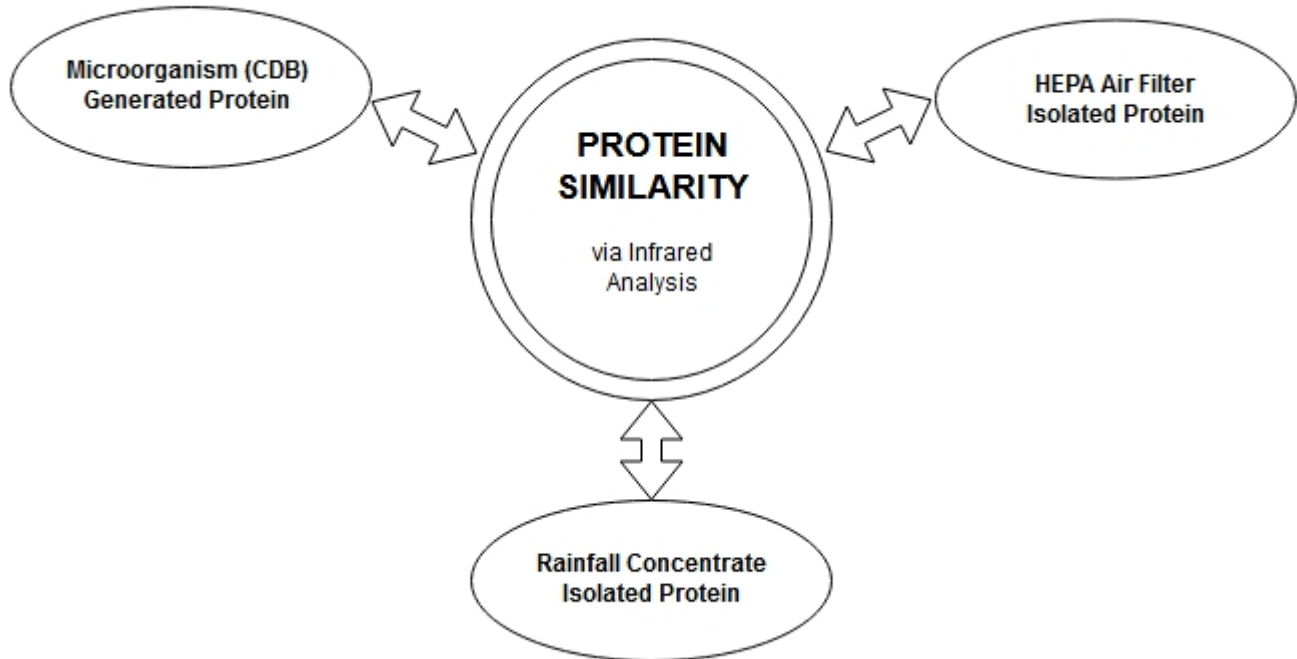 Microorganism (CDB)
Generated Protein
HEPA Air Filter
Isolated Protein
PROTEIN
SIMILARITY
via Infrared
Analysis
Rainfall Concentrate
Isolated Protein